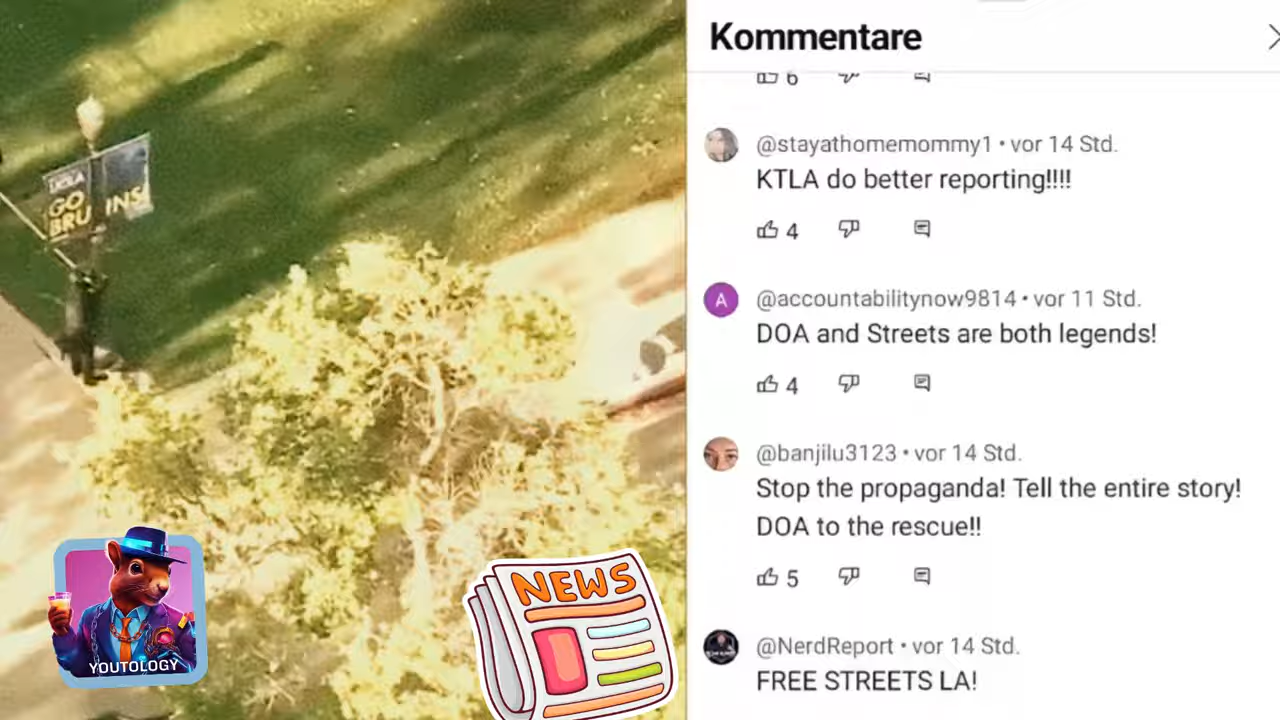 UCLA
GO
BRUINS!
YOUTOLOGY
NEWS
Kommentare
6
@stayathomemommy1 • vor 14 Std.
KTLA do better reporting!!!!
4
A
@accountabilitynow9814 • vor 11 Std.
DOA and Streets are both legends!
4
@banjilu3123 • vor 14 Std.
Stop the propaganda! Tell the entire story!
DOA to the rescue!!
5
@NerdReport • vor 14 Std.
FREE STREETS LA!